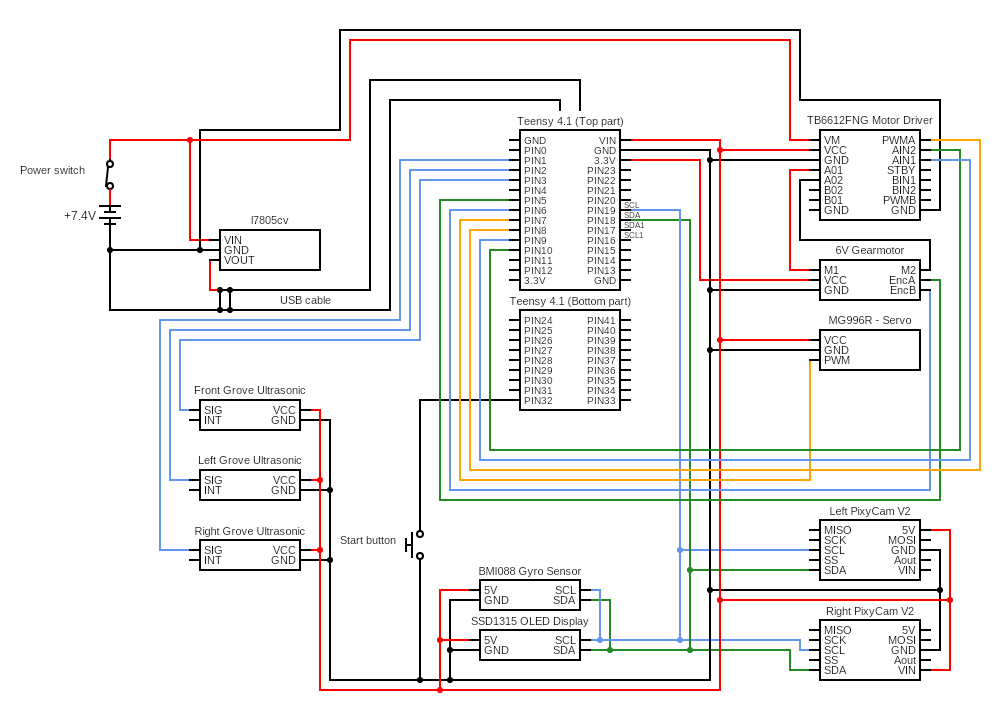 Power switch
+7.4V
l7805cv
VIN
GND
VOUT
USB cable
Teensy 4.1 (Top part)
GND VIN
PIN0 GND
PIN1 3.3V
PIN2 PIN23
PIN3 PIN22
PIN4 PIN21
PIN5 PIN20
PIN6 PIN19 SCL
PIN7 PIN18 SDA
PIN8 PIN17 SDA1
PIN9 PIN16 SCL1
PIN10 PIN15
PIN11 PIN14
PIN12 PIN13
3.3V GND
Teensy 4.1 (Bottom part)
PIN24 PIN41
PIN25 PIN40
PIN26 PIN39
PIN27 PIN38
PIN28 PIN37
PIN29 PIN36
PIN30 PIN35
PIN31 PIN34
PIN32 PIN33
TB6612FNG Motor Driver
VM PWMA
VCC AIN2
GND AIN1
A01 STBY
A02 BIN1
B02 BIN2
B01 PWMB
GND GND
6V Gearmotor
M1 M2
VCC EncA
GND EncB
MG996R - Servo
VCC
GND
PWM
Front Grove Ultrasonic
SIG VCC
INT GND
Left Grove Ultrasonic
SIG VCC
INT GND
Right Grove Ultrasonic
SIG VCC
INT GND
Start button
BMI088 Gyro Sensor
5V SCL
GND SDA
SSD1315 OLED Display
5V SCL
GND SDA
Left PixyCam V2
MISO 5V
SCK MOSI
SCL GND
SS Aout
SDA VIN
Right PixyCam V2
MISO 5V
SCK MOSI
SCL GND
SS Aout
SDA VIN